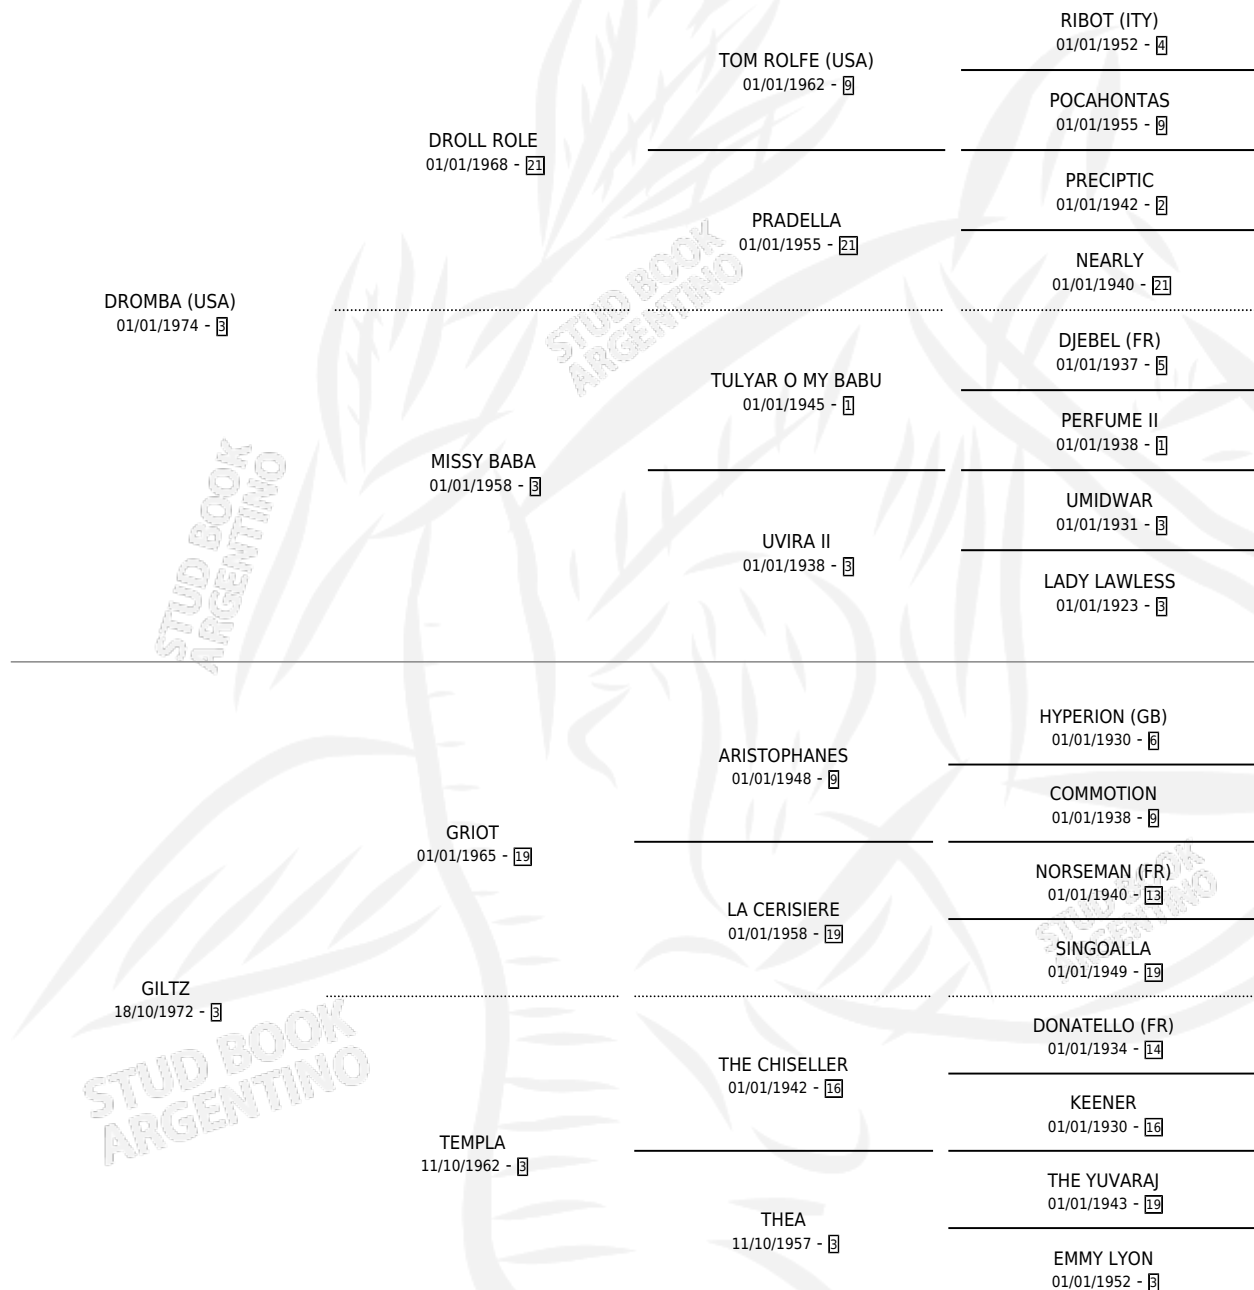 RIBOT (ITY)
01/01/1952 - 4
TOM ROLFE (USA)
01/01/1962 - 9
POCAHONTAS
01/01/1955 - 9
DROLL ROLE
01/01/1968 - 21
PRECIPTIC
01/01/1942 - 2
PRADELLA
01/01/1955 - 21
NEARLY
01/01/1940 - 21
DROMBA (USA)
01/01/1974 - 3
DJEBEL (FR)
01/01/1937 - 5
TULYAR O MY BABU
01/01/1945 - 1
PERFUME II
01/01/1938 - 1
MISSY BABA
01/01/1958 - 3
UMIDWAR
01/01/1931 - 3
UVIRA II
01/01/1938 - 3
LADY LAWLESS
01/01/1923 - 3
HYPERION (GB)
01/01/1930 - 6
ARISTOPHANES
01/01/1948 - 9
COMMOTION
01/01/1938 - 9
GRIOT
01/01/1965 - 19
NORSEMAN (FR)
01/01/1940 - 13
LA CERISIERE
01/01/1958 - 19
SINGOALLA
01/01/1949 - 19
GILTZ
18/10/1972 - 3
DONATELLO (FR)
01/01/1934 - 14
THE CHISELLER
01/01/1942 - 16
KEENER
01/01/1930 - 16
TEMPLA
11/10/1962 - 3
THE YUVARAJ
01/01/1943 - 19
THEA
11/10/1957 - 3
EMMY LYON
01/01/1952 - 3
STUD BOOK
ARGENTINO
STUD BOOK
ARGENTINO
STUD BOOK
ARGENTINO
STUD BOOK
ARGENTINO